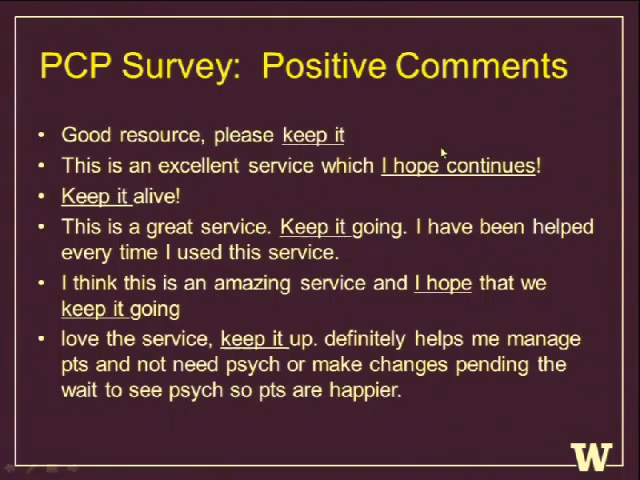 PCP Survey: Positive Comments
• Good resource, please keep it
• This is an excellent service which I hope continues!
• Keep it alive!
• This is a great service. Keep it going. I have been helped
every time I used this service.
• I think this is an amazing service and I hope that we
keep it going
• love the service, keep it up. definitely helps me manage
pts and not need psych or make changes pending the
wait to see psych so pts are happier.
W